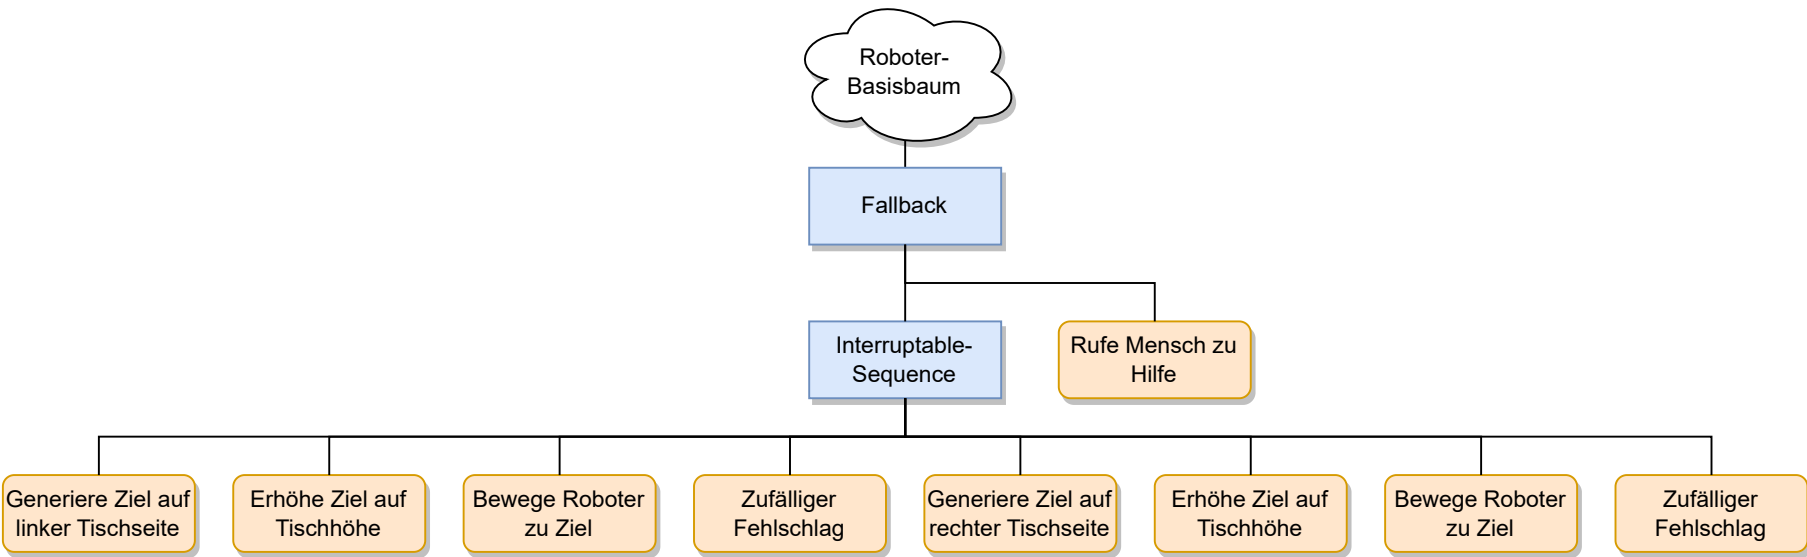 Roboter-
Basisbaum
Fallback
Interruptable-
Sequence
Rufe Mensch zu
Hilfe
Generiere Ziel auf
linker Tischseite
Erhöhe Ziel auf
Tischhöhe
Bewege Roboter
zu Ziel
Zufälliger
Fehlschlag
Generiere Ziel auf
rechter Tischseite
Erhöhe Ziel auf
Tischhöhe
Bewege Roboter
zu Ziel
Zufälliger
Fehlschlag